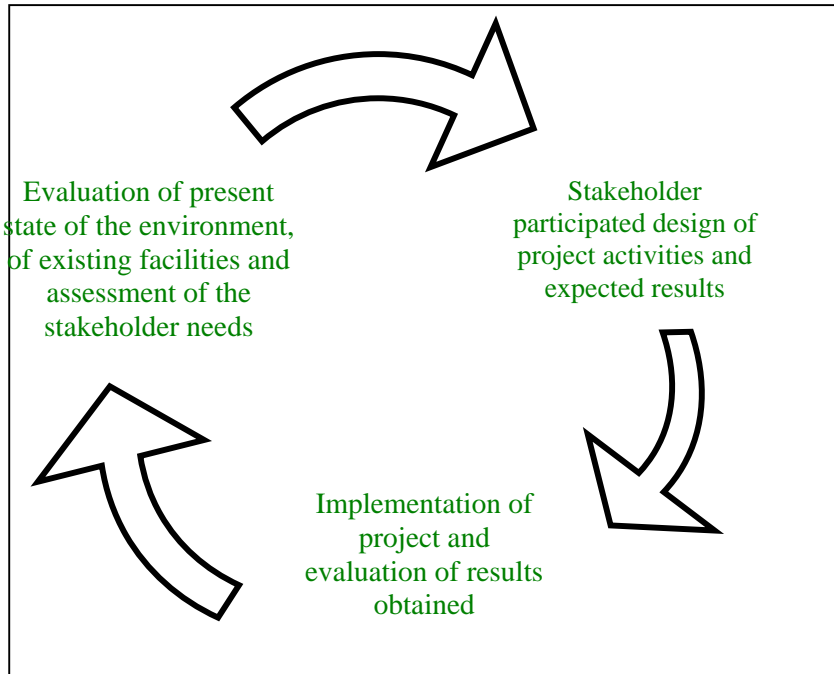 Evaluation of present
state of the environment,
of existing facilities and
assessment of the
stakeholder needs
Stakeholder
participated design of
project activities and
expected results
Implementation of
project and
evaluation of results
obtained